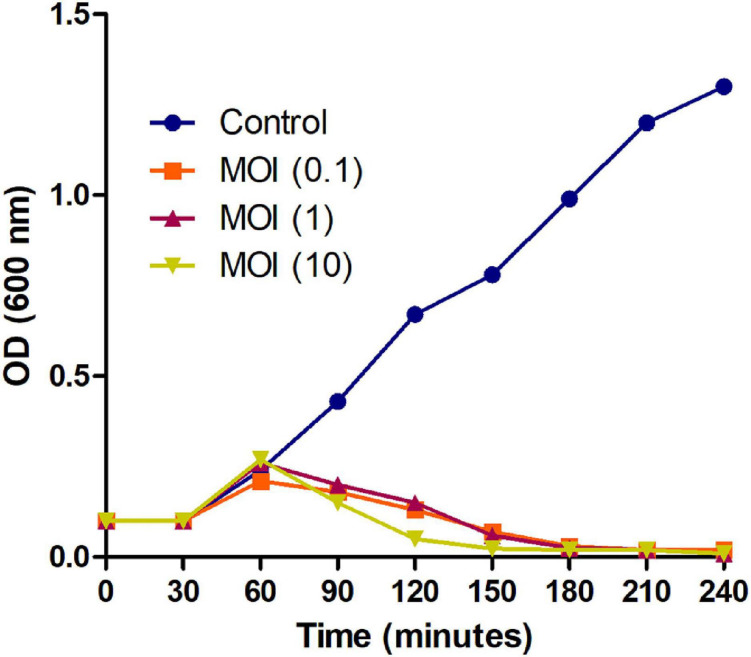 1.5
1.0
0.5
0.0
OD (600 nm)
Control
MOI (0.1)
MOI (1)
MOI (10)
0 30 60 90 120 150 180 210 240
Time (minutes)